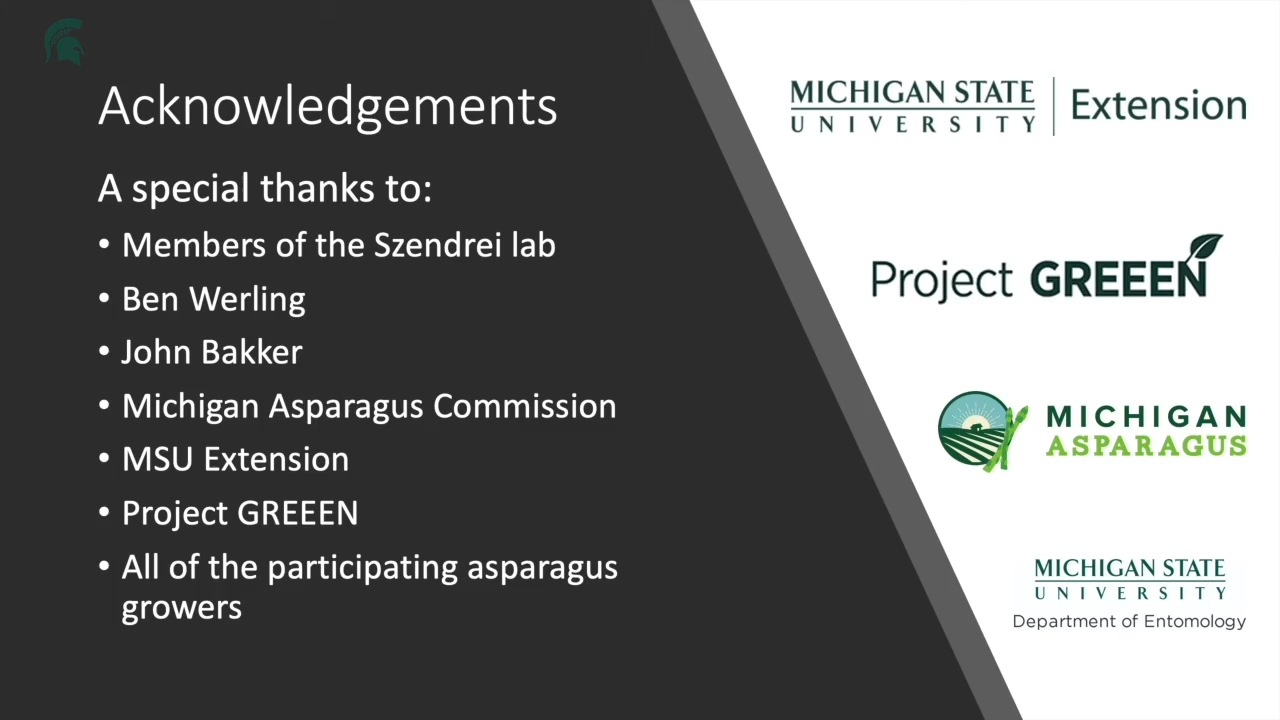 Acknowledgements
A special thanks to:
• Members of the Szendrei lab
• Ben Werling
• John Bakker
• Michigan Asparagus Commission
• MSU Extension
• Project GREEEN
• All of the participating asparagus
growers
MICHIGAN STATE
UNIVERSITY
Extension
Project GREEEN
MICHIGAN
ASPARAGUS
MICHIGAN STATE
UNIVERSITY
Department of Entomology